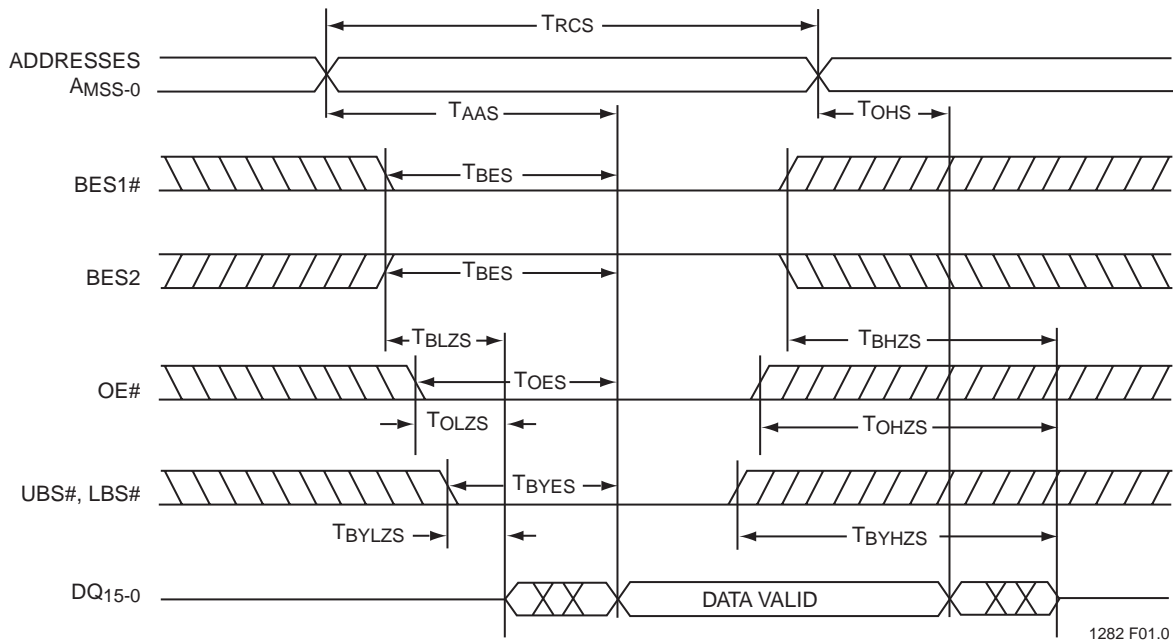 TRCS
ADDRESSES
AMSS-0
TAAS
TOHS
BES1#
TBES
BES2
TBES
TBLZS
TBHZS
OE#
TOES
TOLZS
TOHZS
UBS#, LBS#
TBYES
TBYLZS
TBYHZS
DQ15-0
DATA VALID
1282 F01.0